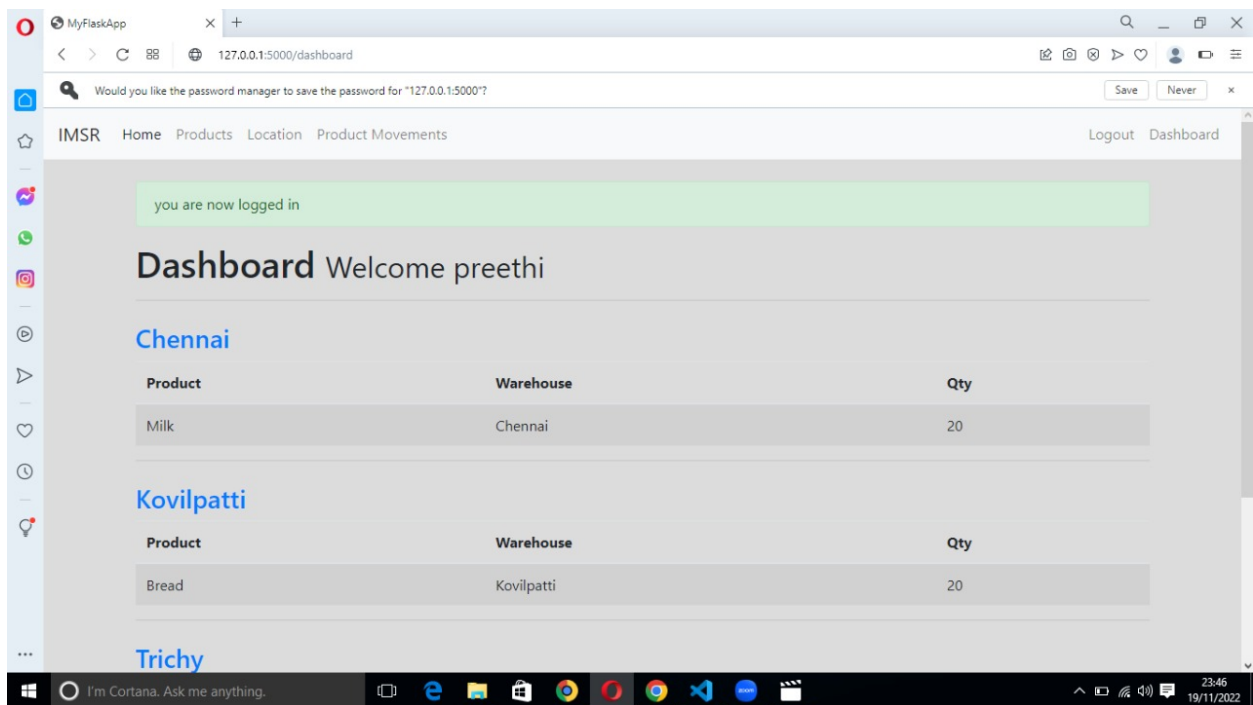 MyFlaskApp
127.0.0.1:5000/dashboard
Would you like the password manager to save the password for "127.0.0.1:5000"? Save Never
IMSR Home Products Location Product Movements Logout Dashboard
you are now logged in
Dashboard Welcome preethi
Chennai
Product Warehouse Qty
Milk Chennai 20
Kovilpatti
Product Warehouse Qty
Bread Kovilpatti 20
Trichy
I'm Cortana. Ask me anything. zoom 23:46
19/11/2022